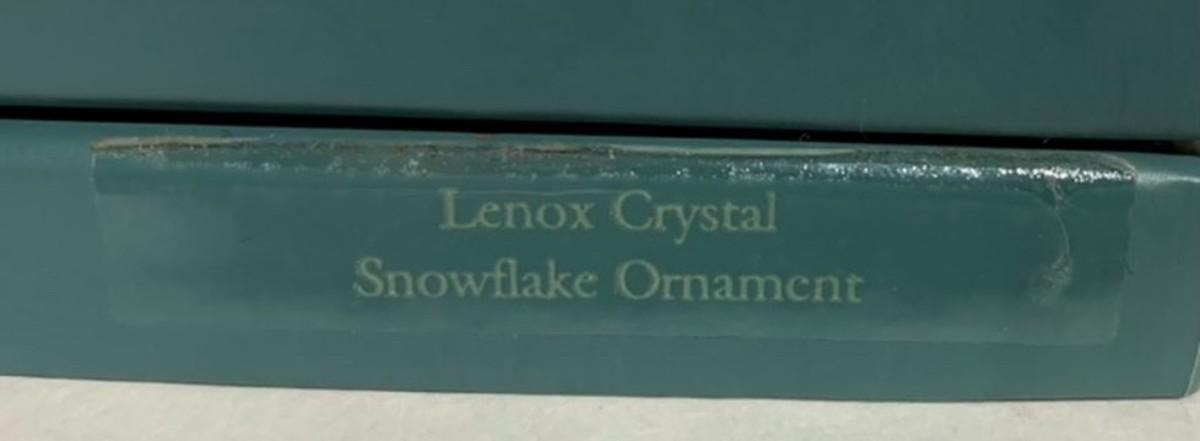 Lenox Crystal
Snowflake Ornament